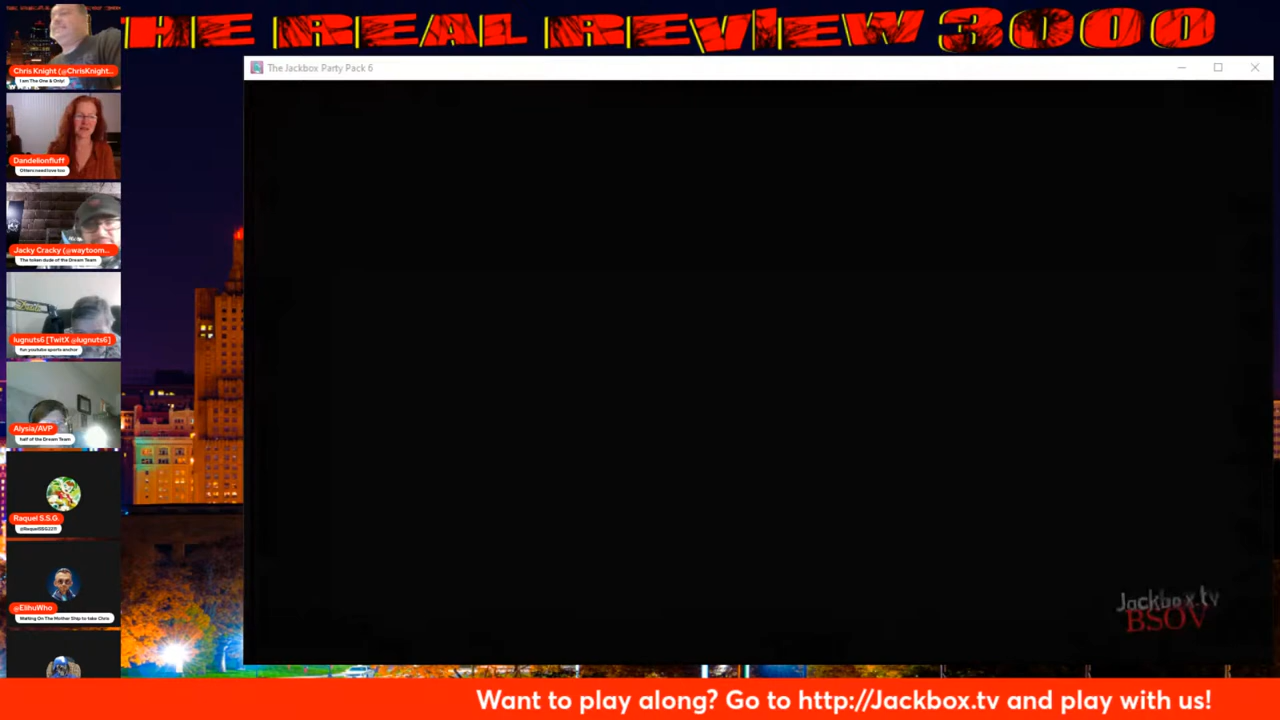 THE REAL REVIEW 3000
The Jackbox Party Pack 6
Chris Knight (@ChrisKnight...
I am The One & Only!
Dandelionfluff
Otters need love too
Jacky Cracky (@waytoom...
The token dude of the Dream Team
lugnuts6 [TwitX @lugnuts6]
fun youtube sports anchor
Alysia/AVP
half of the Dream Team
Raquel S.S.G.
@RaquelSSG2211
@ElihuWho
Waiting On The Mother Ship to take Chris
Jackbox.tv
BSOV
Want to play along? Go to http://Jackbox.tv and play with us!